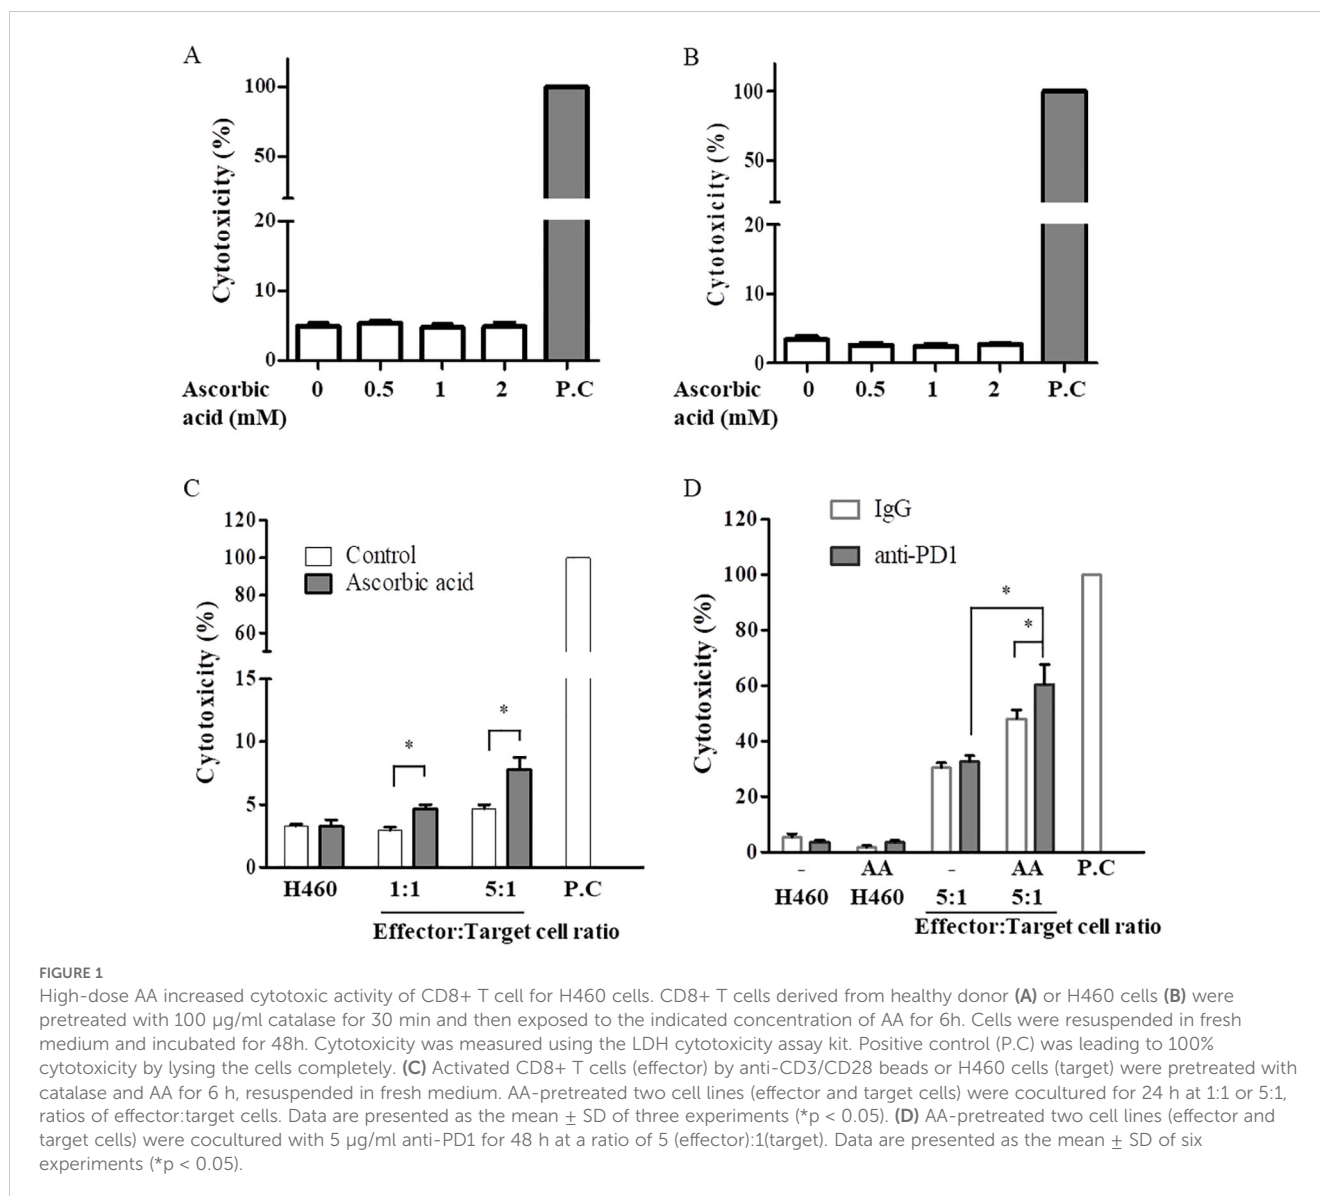 A
Cytotoxicity (%)
100
50
20
10
0
Ascorbic
acid (mM)
0 0.5 1 2 P.C
B
Cytotoxicity (%)
100
50
20
10
0
Ascorbic
acid (mM)
0 0.5 1 2 P.C
C
Cytotoxicity (%)
120
100
80
60
15
10
5
0
Control
Ascorbic acid
*
*
H460 1:1 5:1 P.C
Effector:Target cell ratio
D
IgG
anti-PD1
Cytotoxicity (%)
120
100
80
60
40
20
0
*
*
- AA - AA P.C
H460 H460 5:1 5:1
Effector:Target cell ratio
FIGURE 1
High-dose AA increased cytotoxic activity of CD8+ T cell for H460 cells. CD8+ T cells derived from healthy donor (A) or H460 cells (B) were
pretreated with 100 µg/ml catalase for 30 min and then exposed to the indicated concentration of AA for 6h. Cells were resuspended in fresh
medium and incubated for 48h. Cytotoxicity was measured using the LDH cytotoxicity assay kit. Positive control (P.C) was leading to 100%
cytotoxicity by lysing the cells completely. (C) Activated CD8+ T cells (effector) by anti-CD3/CD28 beads or H460 cells (target) were pretreated with
catalase and AA for 6 h, resuspended in fresh medium. AA-pretreated two cell lines (effector and target cells) were cocultured for 24 h at 1:1 or 5:1,
ratios of effector:target cells. Data are presented as the mean ± SD of three experiments (*p < 0.05). (D) AA-pretreated two cell lines (effector and
target cells) were cocultured with 5 µg/ml anti-PD1 for 48 h at a ratio of 5 (effector):1(target). Data are presented as the mean ± SD of six
experiments (*p < 0.05).